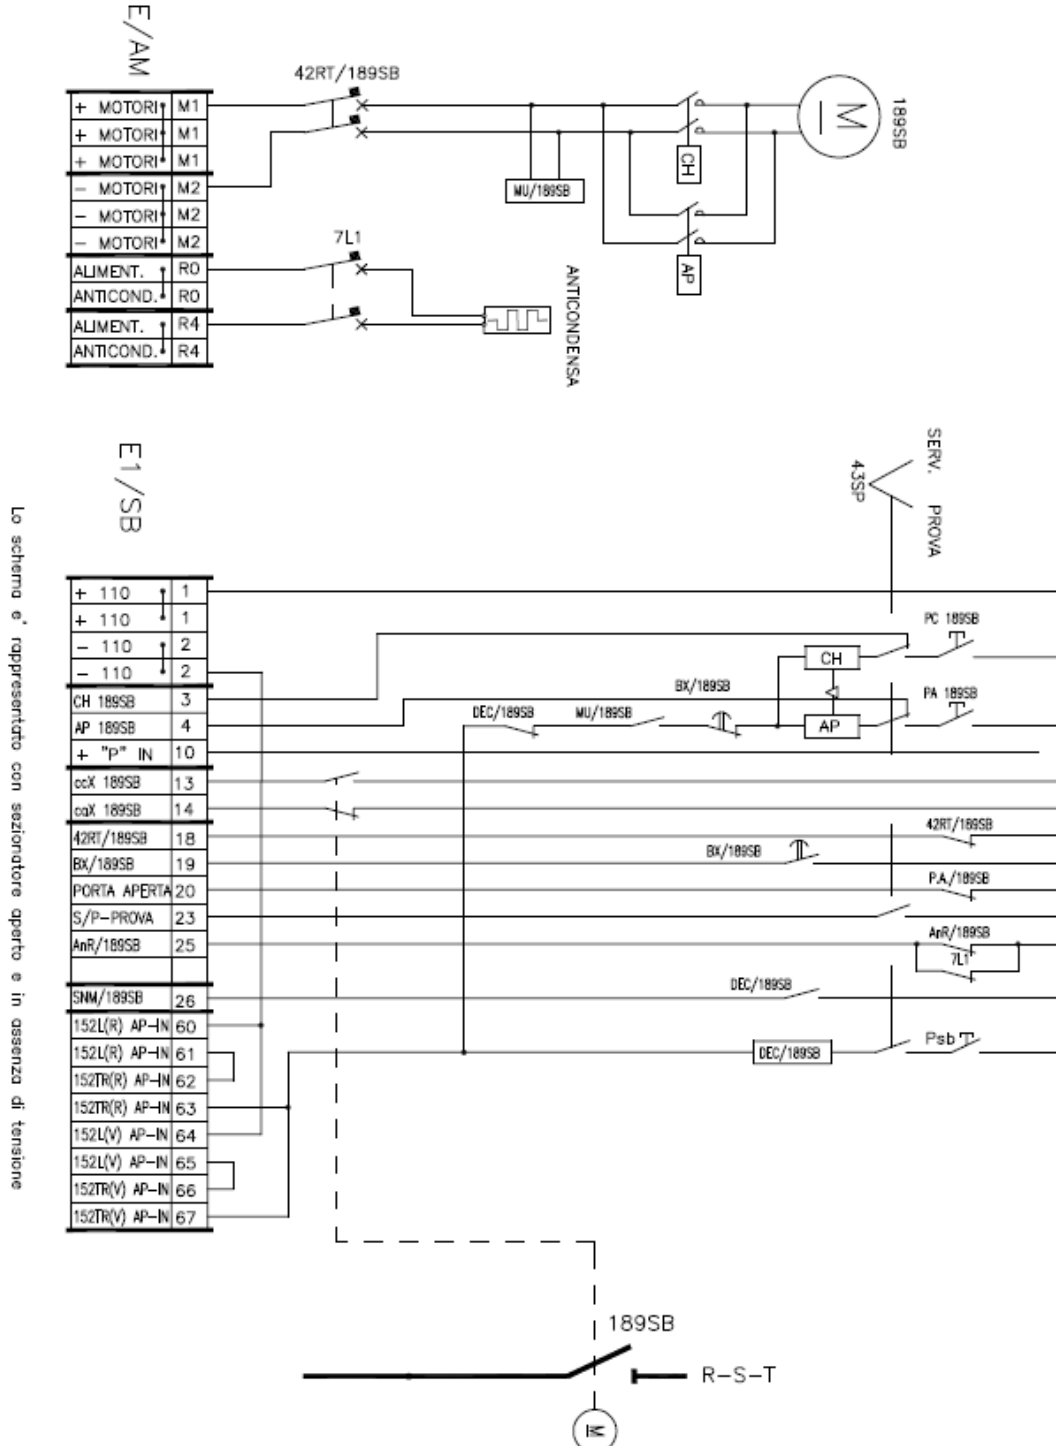 E/AM
42RT/189SB
189SB
+ MOTORI M1
+ MOTORI M1
+ MOTORI M1
- MOTORI M2
- MOTORI M2
- MOTORI M2
ALIMENT. R0
ANTICOND. R0
ALIMENT. R4
ANTICOND. R4
M
CH
MU/189SB
AP
7L1
ANTICONDENSA
E1/SB
SERV. PROVA
43SP
Lo schema e' rappresentato con sezionatore aperto e in assenza di tensione
+ 110 1
+ 110 1
- 110 2
- 110 2
CH 189SB 3
AP 189SB 4
+ "P" IN 10
ccX 189SB 13
caX 189SB 14
42RT/189SB 18
BX/189SB 19
PORTA APERTA 20
S/P-PROVA 23
AnR/189SB 25
SNM/189SB 26
152L(R) AP-IN 60
152L(R) AP-IN 61
152TR(R) AP-IN 62
152TR(R) AP-IN 63
152L(V) AP-IN 64
152L(V) AP-IN 65
152TR(V) AP-IN 66
152TR(V) AP-IN 67
PC 189SB
CH
BX/189SB
PA 189SB
DEC/189SB
MU/189SB
AP
42RT/189SB
BX/189SB
P.A./189SB
AnR/189SB
7L1
DEC/189SB
Psb
DEC/189SB
189SB
R-S-T
M